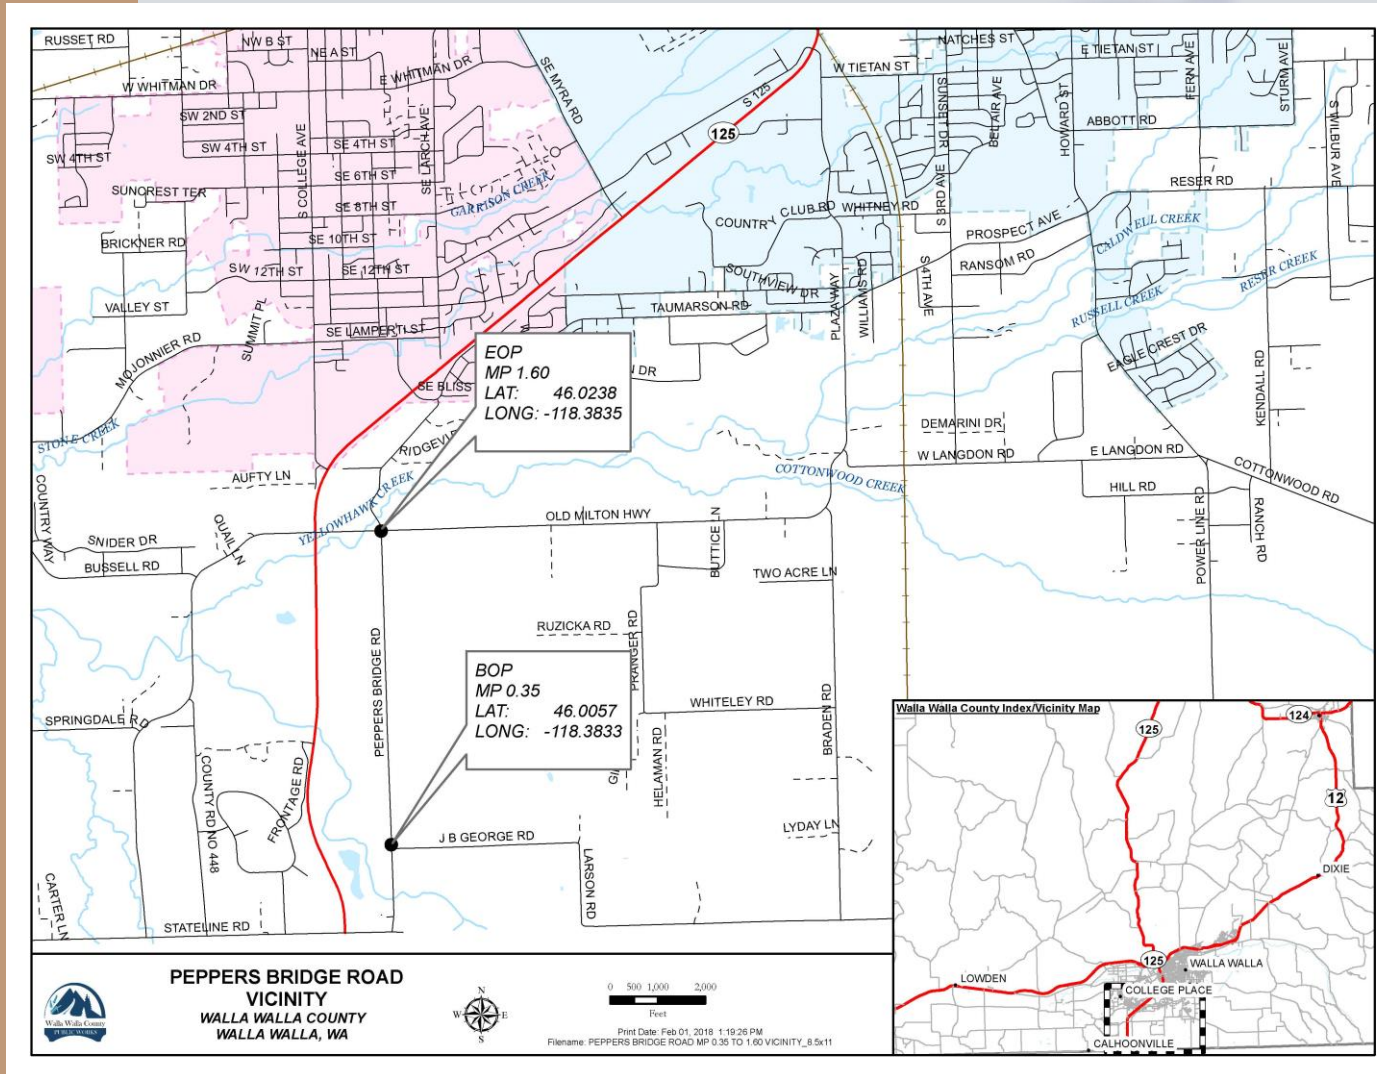 RUSSET RD
NW B ST
NE A ST
W WHITMAN DR
E WHITMAN DR
SE MYRA RD
S 125
125
W TIETAN ST
NATCHES ST
E TIETAN ST
FERN AVE
STURM AVE
S WILBUR AVE
SW 2ND ST
SW 4TH ST
SW 4TH ST
S COLLEGE AVE
SE 4TH ST
SE LARCH AVE
SE 6TH ST
SUNCREST TER
SE 8TH ST
GARRISON CREEK
SUNSET DR
BEL AIR AVE
HOWARD ST
ABBOTT RD
RESER RD
S 3RD AVE
COUNTRY CLUB RD
WHITNEY RD
PROSPECT AVE
RANSOM RD
CALDWELL CREEK
RESER CREEK
RUSSELL CREEK
BRICKNER RD
SE 10TH ST
SW 12TH ST
SE 12TH ST
SOUTHVIEW DR
PLAZA WAY
WILLIAMS RD
S 4TH AVE
VALLEY ST
SUMMIT PL
SE LAMPERTI ST
TAUMARSON RD
MOJONNIER RD
EAGLE CREST DR
KENDALL RD
EOP
MP 1.60
LAT: 46.0238
LONG: -118.3835
N DR
SE BLISS
STONE CREEK
DEMARINI DR
W LANGDON RD
E LANGDON RD
COTTONWOOD RD
AUFTY LN
YELLOWHAWK CREEK
COTTONWOOD CREEK
COUNTRY WAY
HILL RD
RANCH RD
POWER LINE RD
QUAIL LN
OLD MILTON HWY
SNIDER DR
BUSSELL RD
BUTTICE LN
TWO ACRE LN
RUZICKA RD
PRANGER RD
PEPPERS BRIDGE RD
BOP
MP 0.35
LAT: 46.0057
LONG: -118.3833
WHITELEY RD
BRADEN RD
SPRINGDALE RD
COUNTY RD NO 448
FRONTAGE RD
HELAMAN RD
J B GEORGE RD
LYDAY LN
LARSON RD
CARTER LN
STATELINE RD
Walla Walla County Index/Vicinity Map
125
124
12
DIXIE
125
WALLA WALLA
LOWDEN
COLLEGE PLACE
CALHOONVILLE
Walla Walla County
PUBLIC WORKS
PEPPERS BRIDGE ROAD
VICINITY
WALLA WALLA COUNTY
WALLA WALLA, WA
N
W E
S
0 500 1,000 2,000
Feet
Print Date: Feb 01, 2018 1:19:26 PM
Filename: PEPPERS BRIDGE ROAD MP 0.35 TO 1.60 VICINITY_8.5x11